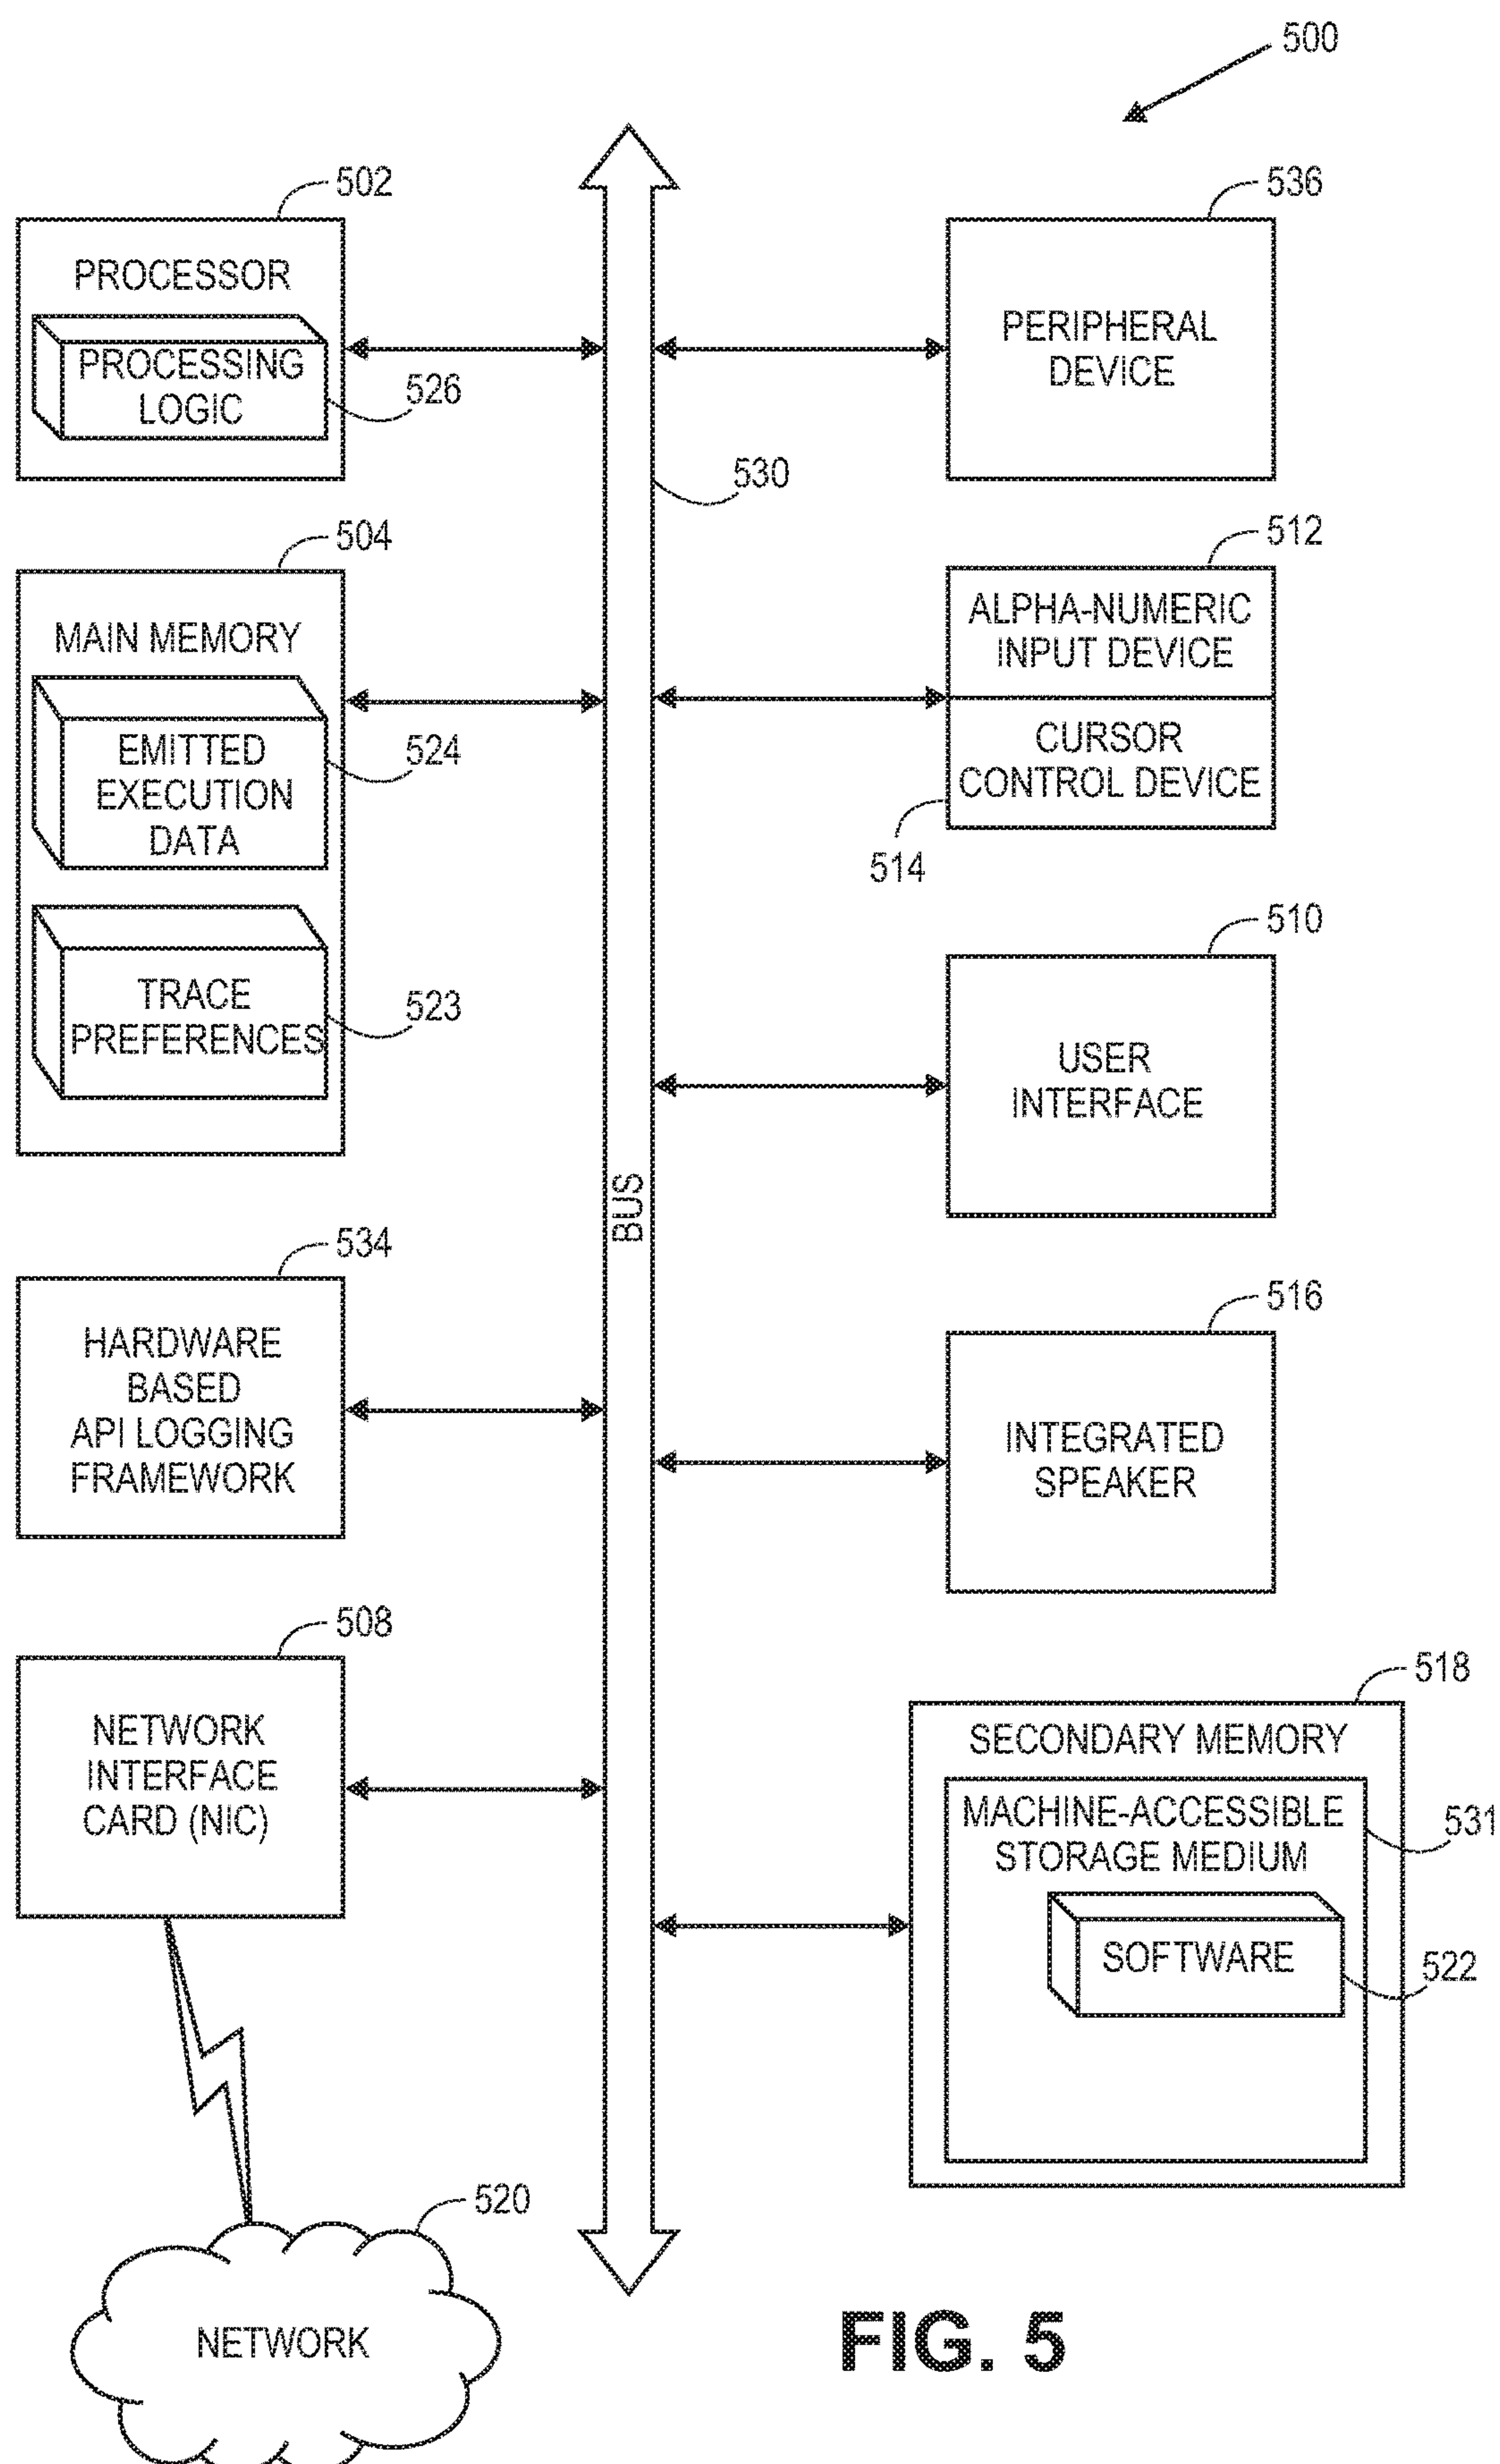 500
502
PROCESSOR
PROCESSING
LOGIC
526
536
PERIPHERAL
DEVICE
530
504
MAIN MEMORY
EMITTED
EXECUTION
DATA
524
TRACE
PREFERENCES
523
512
ALPHA-NUMERIC
INPUT DEVICE
CURSOR
CONTROL DEVICE
514
510
USER
INTERFACE
BUS
534
HARDWARE
BASED
API LOGGING
FRAMEWORK
516
INTEGRATED
SPEAKER
508
NETWORK
INTERFACE
CARD (NIC)
518
SECONDARY MEMORY
MACHINE-ACCESSIBLE
STORAGE MEDIUM
531
SOFTWARE
522
520
NETWORK
FIG. 5